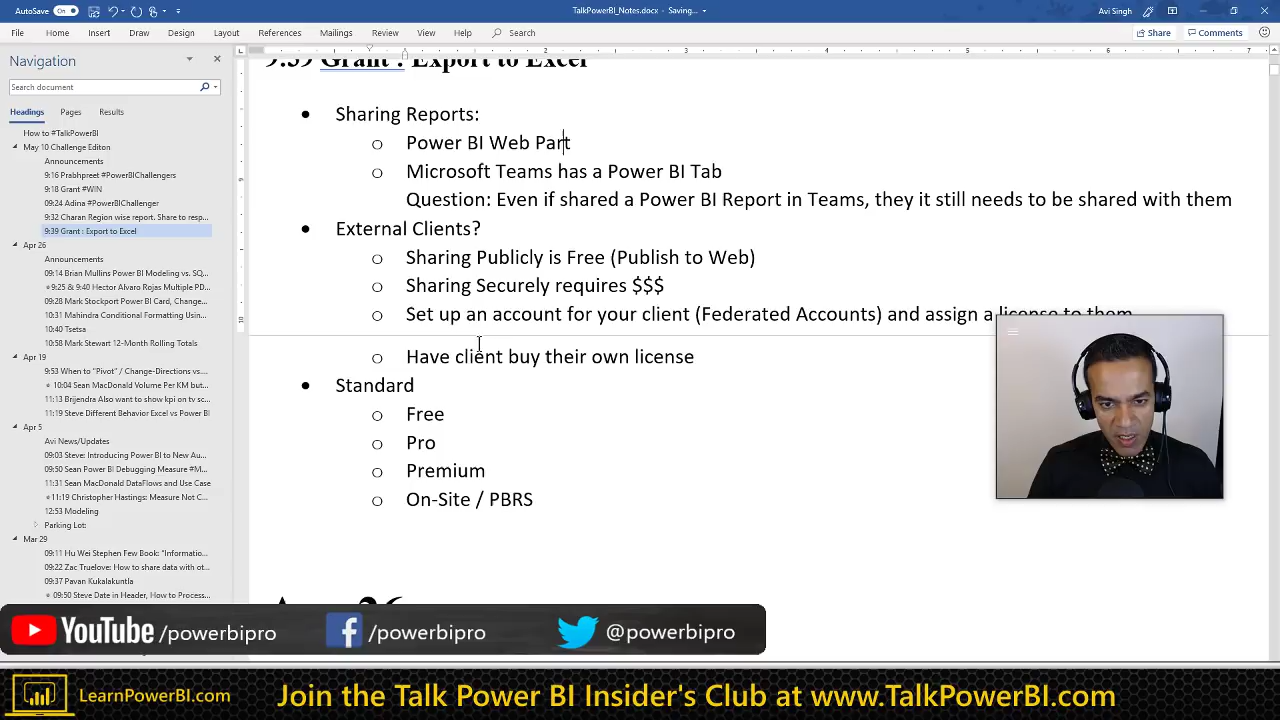 AutoSave On
TalkPowerBI_Notes.docx - Saving...
Avi Singh
File Home Insert Draw Design Layout References Mailings Review View Help Search Share Comments
Navigation
Search document
Headings Pages Results
How to #TalkPowerBI
May 10 Challenge Editon
Announcements
9:16 Prabhpreet #PowerBIChallengers
9:18 Grant #WIN
09:24 Adina #PowerBIChallenger
9:32 Charan Region wise report. Share to resp...
9:39 Grant : Export to Excel
Apr 26
Announcements
09:14 Brian Mullins Power BI Modeling vs. SQ...
9:25 & 9:40 Hector Alvaro Rojas Multiple PD...
09:28 Mark Stockport Power BI Card, Change...
10:31 Mahindra Conditional Formatting Usin...
10:40 Tsetsa
10:58 Mark Stewart 12-Month Rolling Totals
Apr 19
9:53 When to "Pivot" / Change-Directions vs...
10:04 Sean MacDonald Volume Per KM but...
11:13 Brijendra Also want to show kpi on tv sc...
11:19 Steve Different Behavior Excel vs Power BI
Apr 5
Avi News/Updates
09:03 Steve: Introducing Power BI to New Au...
09:50 Sean Power BI Debugging Measure #M...
11:31 Sean MacDonald DataFlows and Use Case
11:19 Christopher Hastings: Measure Not C...
12:53 Modeling
Parking Lot:
Mar 29
09:11 Hu Wei Stephen Few Book: "Informatio...
09:22 Zac Truelove: How to share data with ot...
09:37 Pavan Kukalakuntla
09:50 Steve Date in Header, How to Process...
9:39 Grant : Export to Excel
• Sharing Reports:
o Power BI Web Part
o Microsoft Teams has a Power BI Tab
Question: Even if shared a Power BI Report in Teams, they it still needs to be shared with them
• External Clients?
o Sharing Publicly is Free (Publish to Web)
o Sharing Securely requires $$$
o Set up an account for your client (Federated Accounts) and assign a license to them
o Have client buy their own license
• Standard
o Free
o Pro
o Premium
o On-Site / PBRS
Apr 26
YouTube /powerbipro /powerbipro @powerbipro
LearnPowerBI.com Join the Talk Power BI Insider's Club at www.TalkPowerBI.com